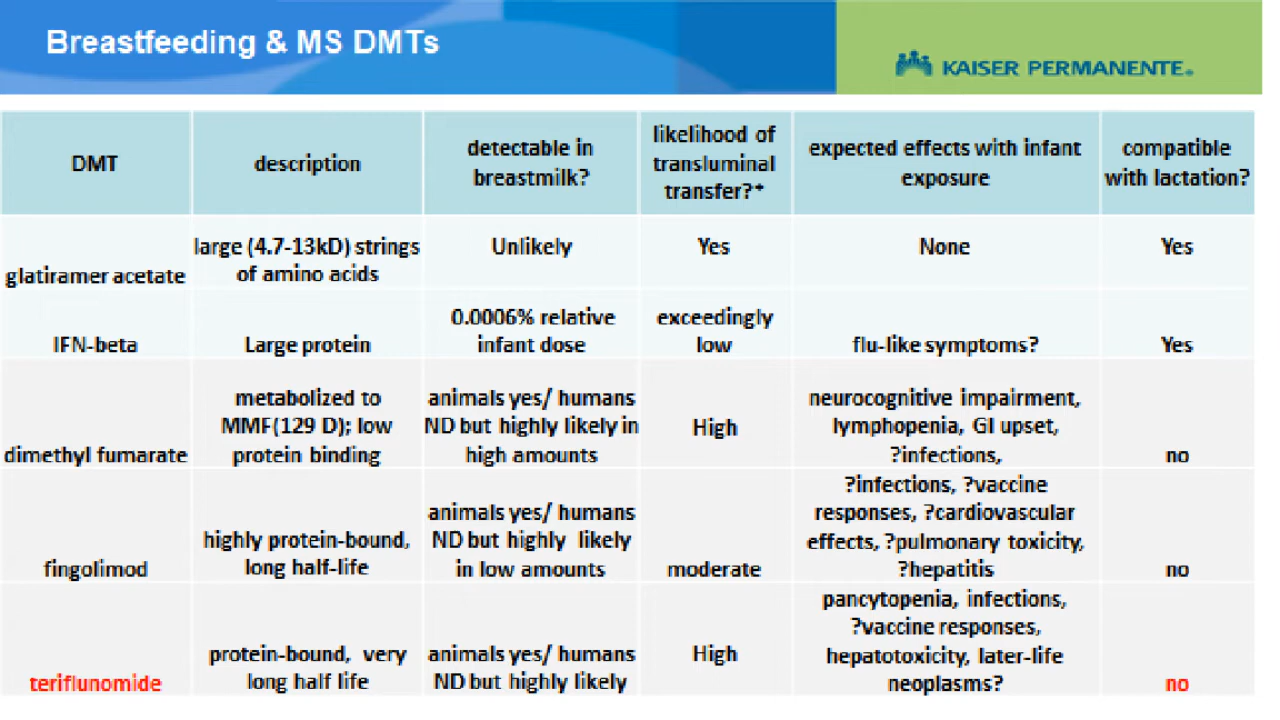 Breastfeeding & MS DMTs
KAISER PERMANENTE®
DMT
description
detectable in
breastmilk?
likelihood of
transluminal
transfer?*
expected effects with infant
exposure
compatible
with lactation?
glatiramer acetate
large (4.7-13kD) strings
of amino acids
Unlikely
Yes
None
Yes
IFN-beta
Large protein
0.0006% relative
infant dose
exceedingly
low
flu-like symptoms?
Yes
dimethyl fumarate
metabolized to
MMF(129 D); low
protein binding
animals yes/ humans
ND but highly likely in
high amounts
High
neurocognitive impairment,
lymphopenia, GI upset,
?infections,
no
fingolimod
highly protein-bound,
long half-life
animals yes/ humans
ND but highly likely
in low amounts
moderate
?infections, ?vaccine
responses, ?cardiovascular
effects, ?pulmonary toxicity,
?hepatitis
no
teriflunomide
protein-bound, very
long half life
animals yes/ humans
ND but highly likely
High
pancytopenia, infections,
?vaccine responses,
hepatotoxicity, later-life
neoplasms?
no